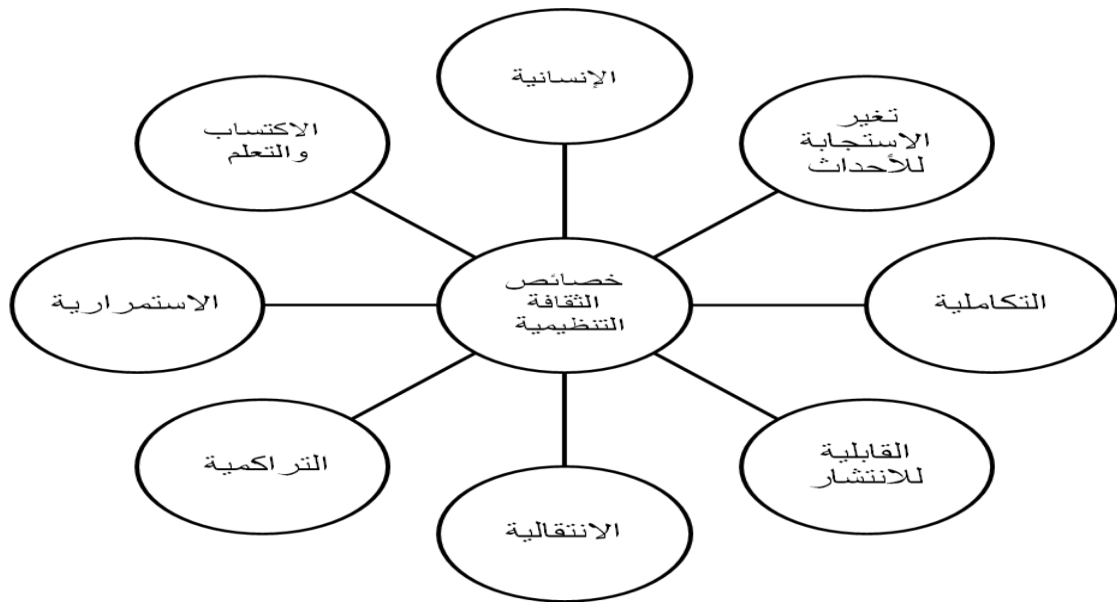 الإنسانية
تغير
الاستجابة
للأحداث
الاكتساب
والتعلم
خصائص
الثقافة
التنظيمية
التكاملية
الاستمرارية
القابلية
للانتشار
التراكمية
الانتقالية